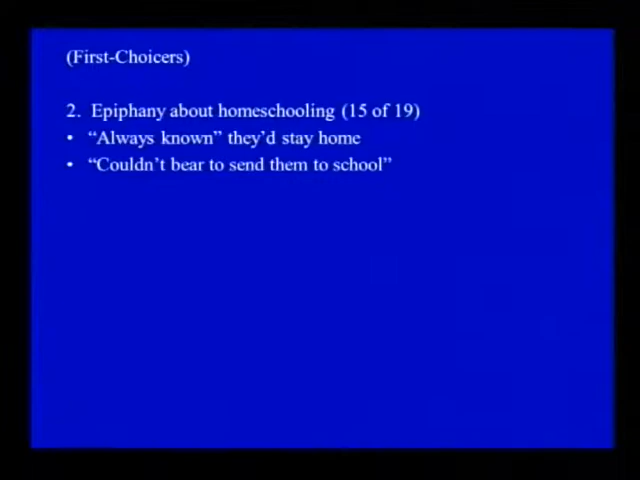 (First-Choicers)
2. Epiphany about homeschooling (15 of 19)
• “Always known” they’d stay home
• “Couldn’t bear to send them to school”